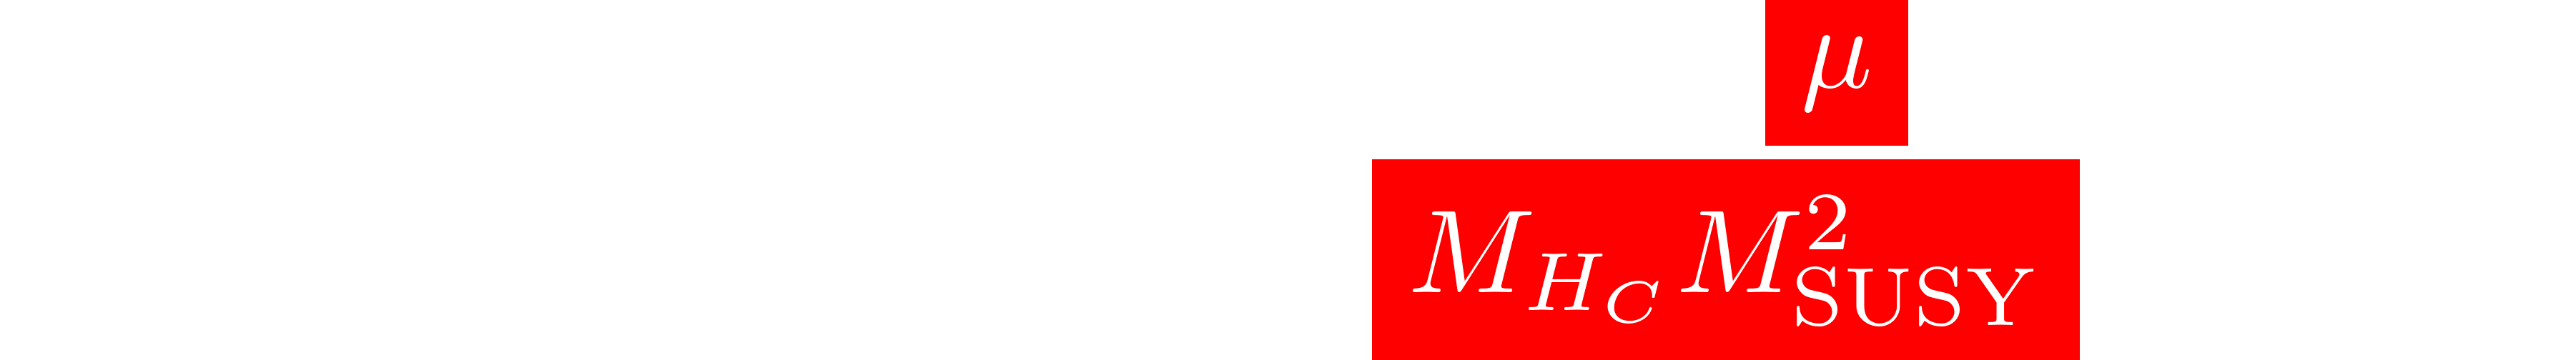 μ
M_{H_C} M^2_{SUSY}